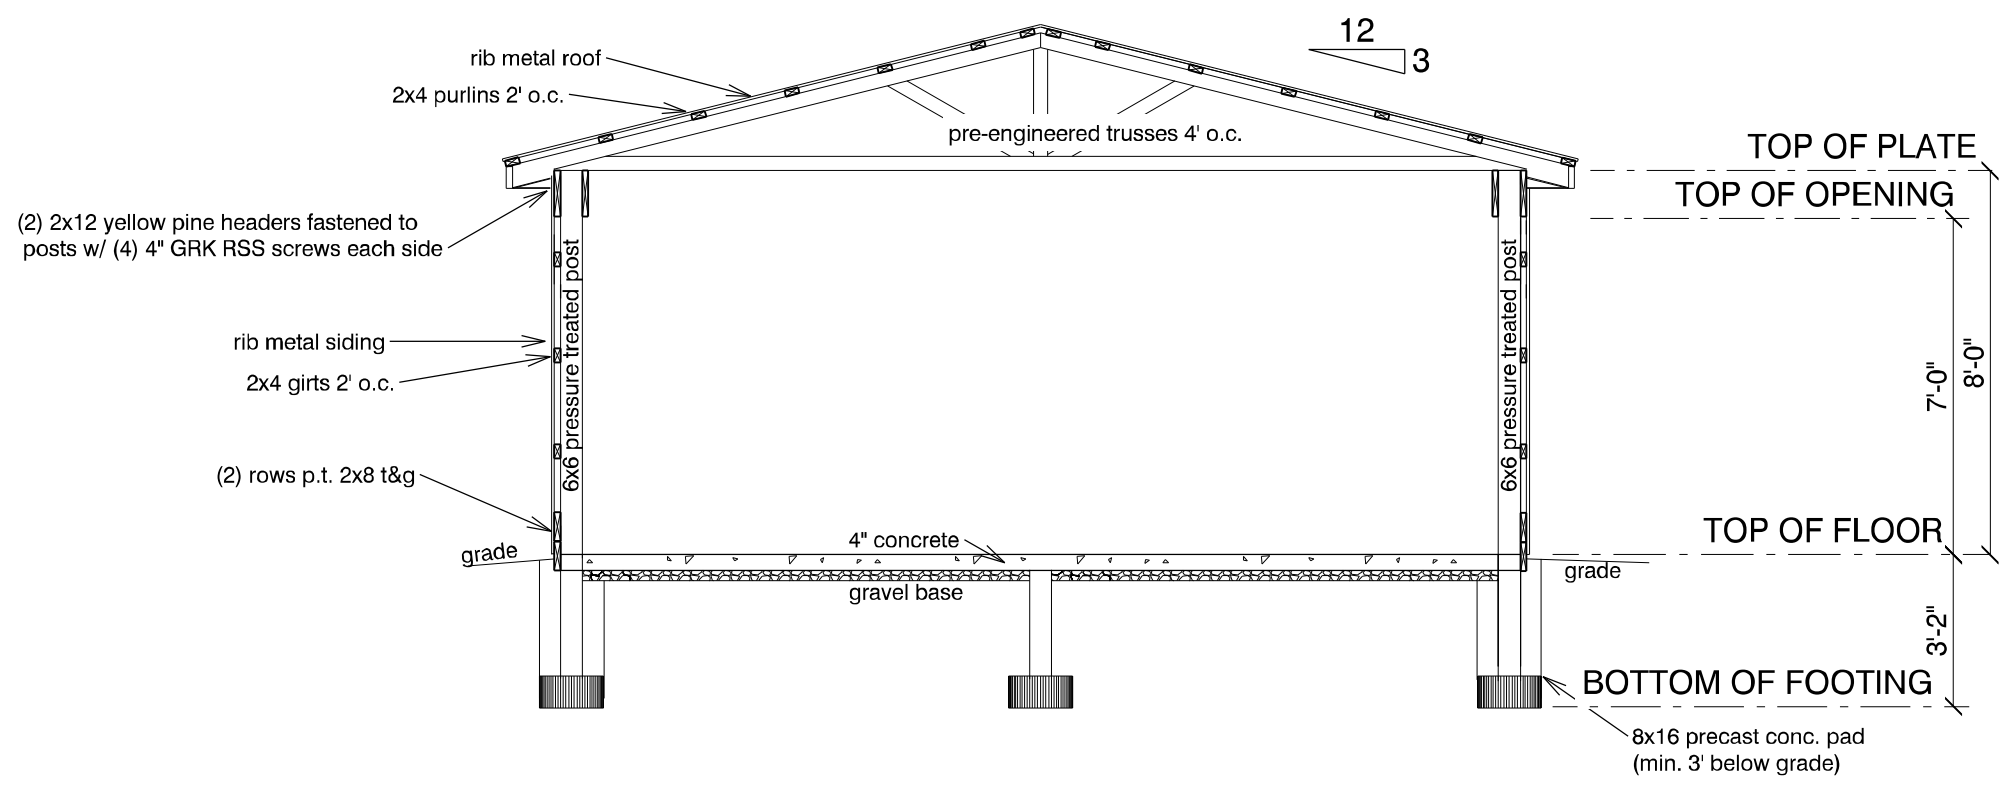 12
3
rib metal roof
2x4 purlins 2' o.c.
pre-engineered trusses 4' o.c.
TOP OF PLATE
TOP OF OPENING
(2) 2x12 yellow pine headers fastened to
posts w/ (4) 4" GRK RSS screws each side
6x6 pressure treated post
6x6 pressure treated post
rib metal siding
2x4 girts 2' o.c.
7'-0"
8'-0"
(2) rows p.t. 2x8 t&g
TOP OF FLOOR
4" concrete
grade
grade
gravel base
3'-2"
BOTTOM OF FOOTING
8x16 precast conc. pad
(min. 3' below grade)